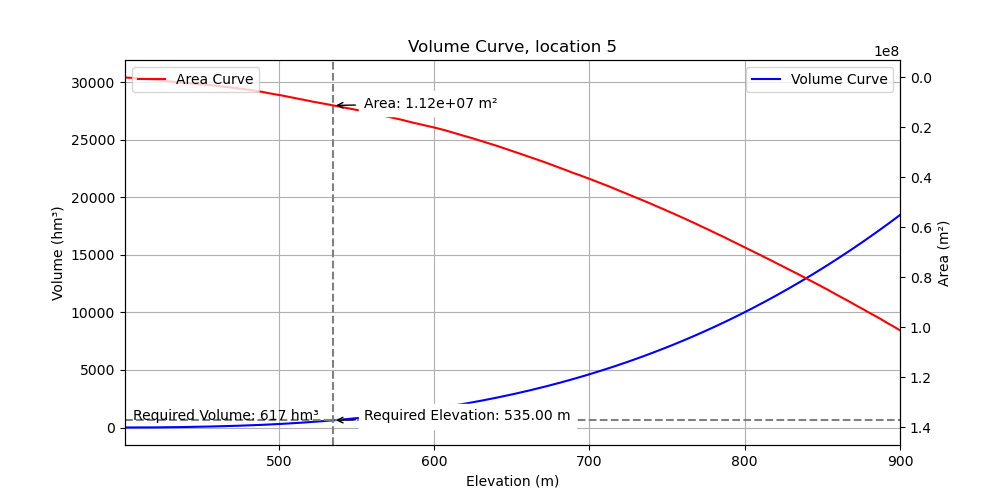 Volume Curve, location 5
1e8
Area Curve
Volume Curve
30000
25000
20000
15000
10000
5000
0
Volume (hm³)
0.0
0.2
0.4
0.6
0.8
1.0
1.2
1.4
Area (m²)
Area: 1.12e+07 m²
Required Volume: 617 hm³
Required Elevation: 535.00 m
500 600 700 800 900
Elevation (m)